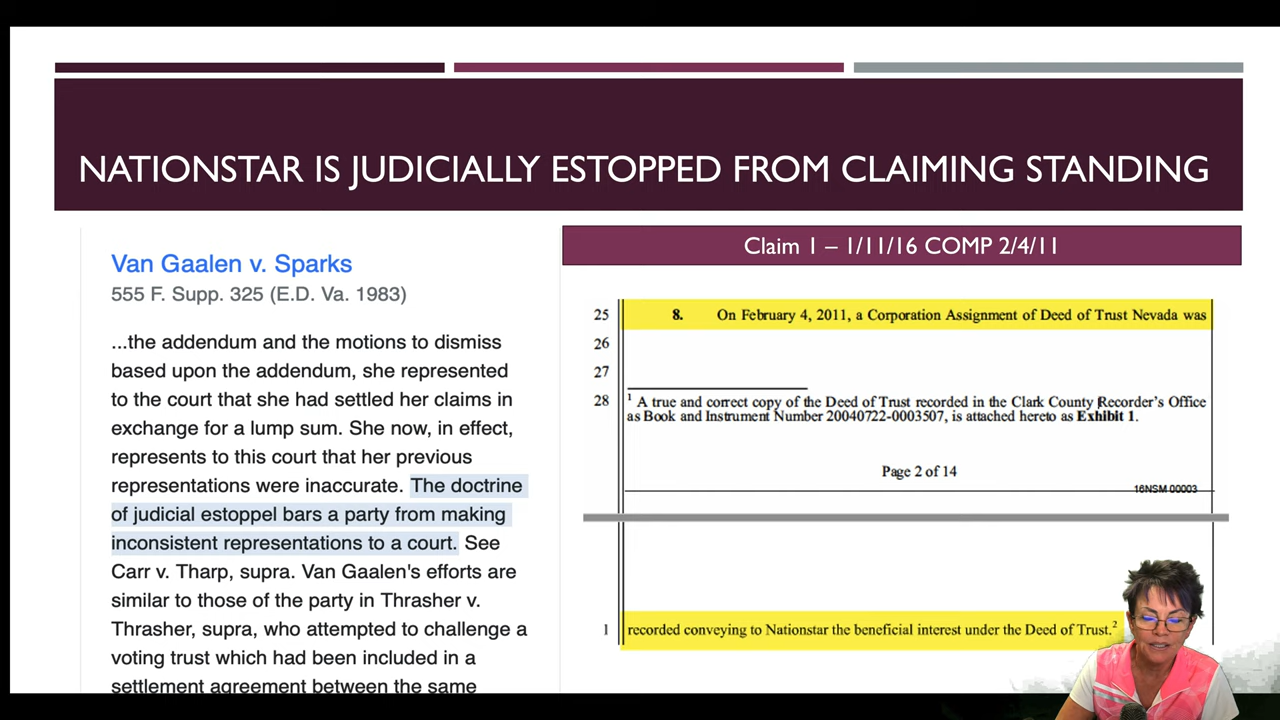 NATIONSTAR IS JUDICIALLY ESTOPPED FROM CLAIMING STANDING
Van Gaalen v. Sparks
555 F. Supp. 325 (E.D. Va. 1983)
...the addendum and the motions to dismiss
based upon the addendum, she represented
to the court that she had settled her claims in
exchange for a lump sum. She now, in effect,
represents to this court that her previous
representations were inaccurate. The doctrine
of judicial estoppel bars a party from making
inconsistent representations to a court. See
Carr v. Tharp, supra. Van Gaalen's efforts are
similar to those of the party in Thrasher v.
Thrasher, supra, who attempted to challenge a
voting trust which had been included in a
settlement agreement between the same
Claim 1 – 1/11/16 COMP 2/4/11
25 8. On February 4, 2011, a Corporation Assignment of Deed of Trust Nevada was
26
27
28 1 A true and correct copy of the Deed of Trust recorded in the Clark County Recorder's Office
as Book and Instrument Number 20040722-0003507, is attached hereto as Exhibit 1.
Page 2 of 14
16NSM 00003
1 recorded conveying to Nationstar the beneficial interest under the Deed of Trust.2